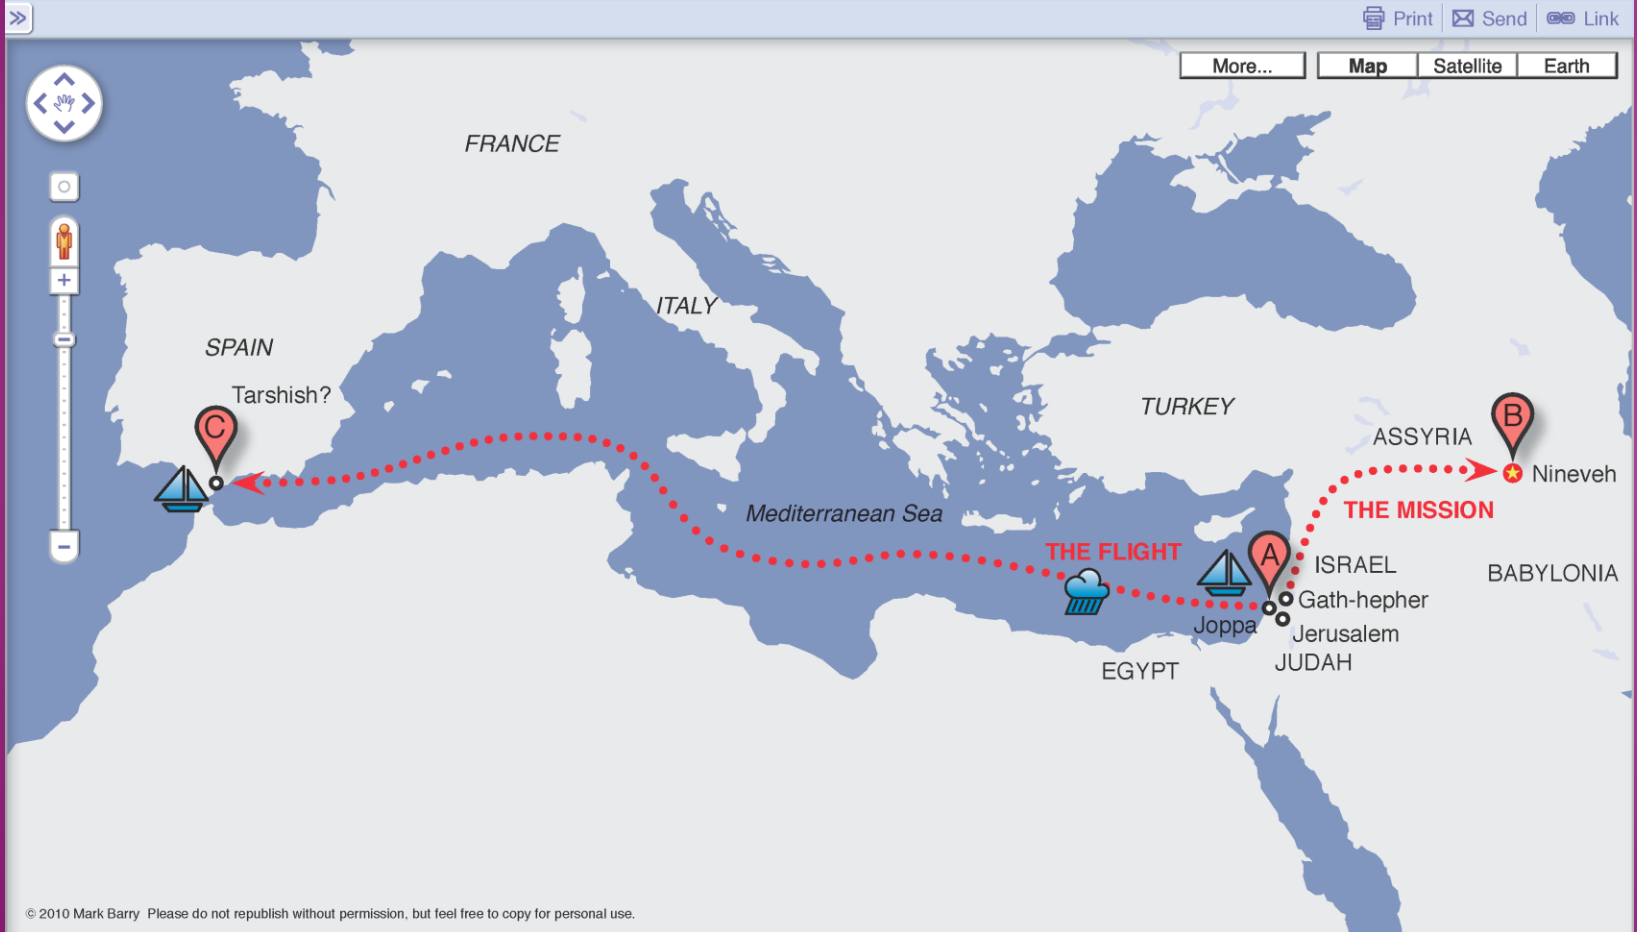 Print
Send
Link
More...
Map
Satellite
Earth
FRANCE
ITALY
SPAIN
Tarshish?
C
TURKEY
B
ASSYRIA
Nineveh
THE MISSION
Mediterranean Sea
THE FLIGHT
A
ISRAEL
BABYLONIA
Gath-hepher
Joppa
Jerusalem
JUDAH
EGYPT
© 2010 Mark Barry  Please do not republish without permission, but feel free to copy for personal use.